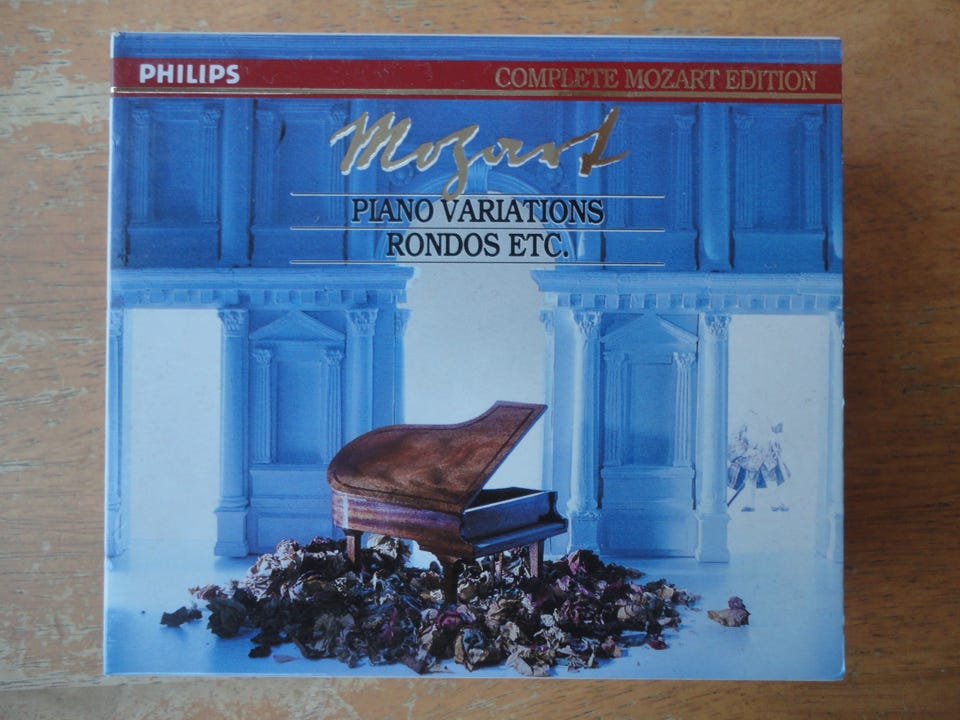 PHILIPS COMPLETE MOZART EDITION
Mozart
PIANO VARIATIONS
RONDOS ETC.